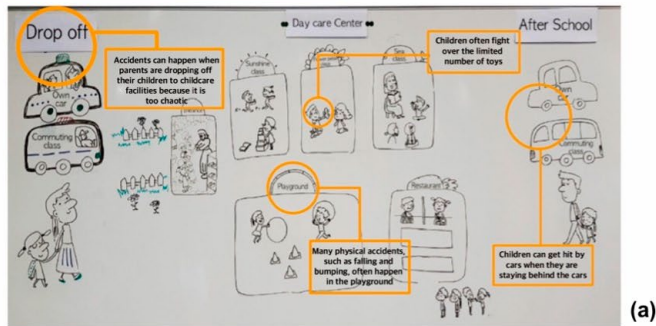 Drop off
Day care Center
After School
Accidents can happen when
parents are dropping off
their children to childcare
facilities because it is
too chaotic
Children often fight
over the limited
number of toys
Own
car
Sunshine
class
Sea
class
Own
car
Commuting
class
Commuting
class
Playground
Restaurant
Many physical accidents,
such as falling and
bumping, often happen
in the playground
Children can get hit by
cars when they are
staying behind the cars
(a)